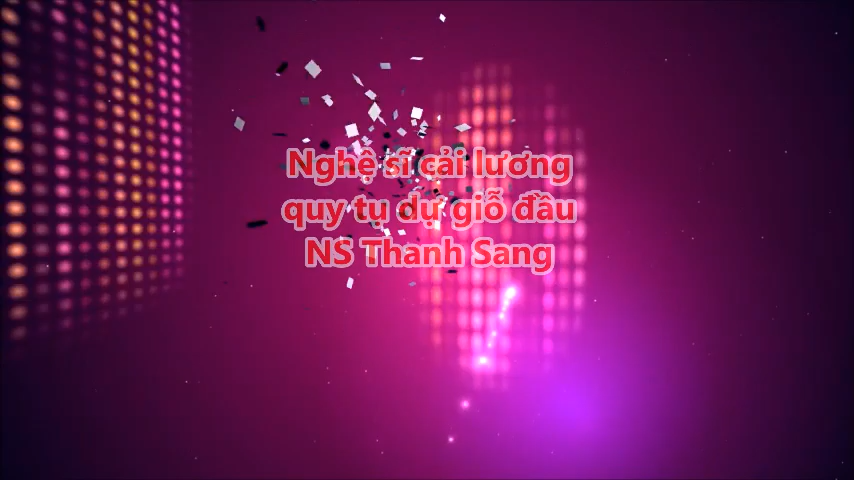 Nghệ sĩ cải lương
quy tụ dự giỗ đầu
NS Thanh Sang